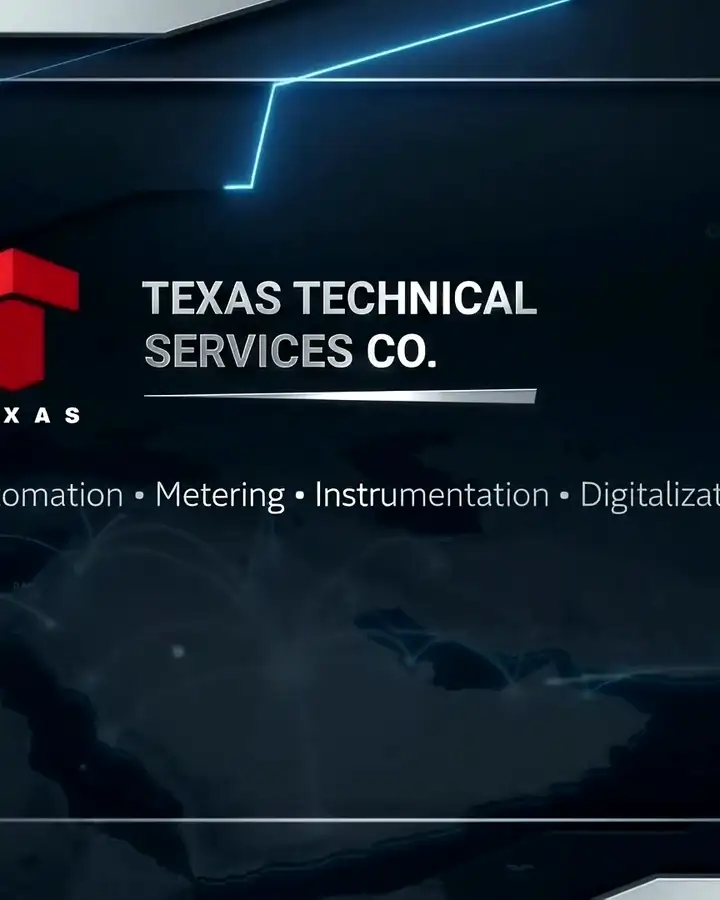 TEXAS TECHNICAL
SERVICES CO.
XAS
omation • Metering • Instrumentation • Digitalizat